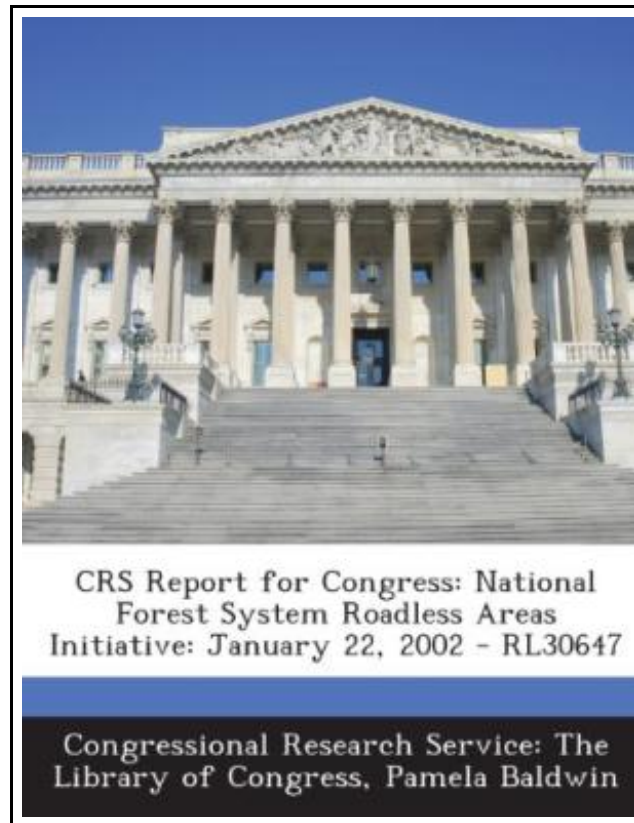 CRS Report for Congress: National
Forest System Roadless Areas
Initiative: January 22, 2002 - RL30647
Congressional Research Service: The
Library of Congress, Pamela Baldwin